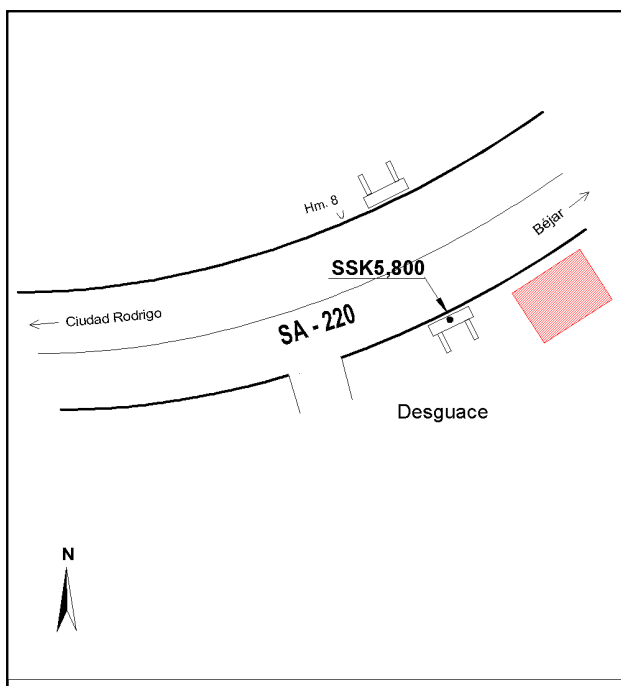 Hm. 8
Béjar
SSK5,800
Ciudad Rodrigo
SA - 220
Desguace
N